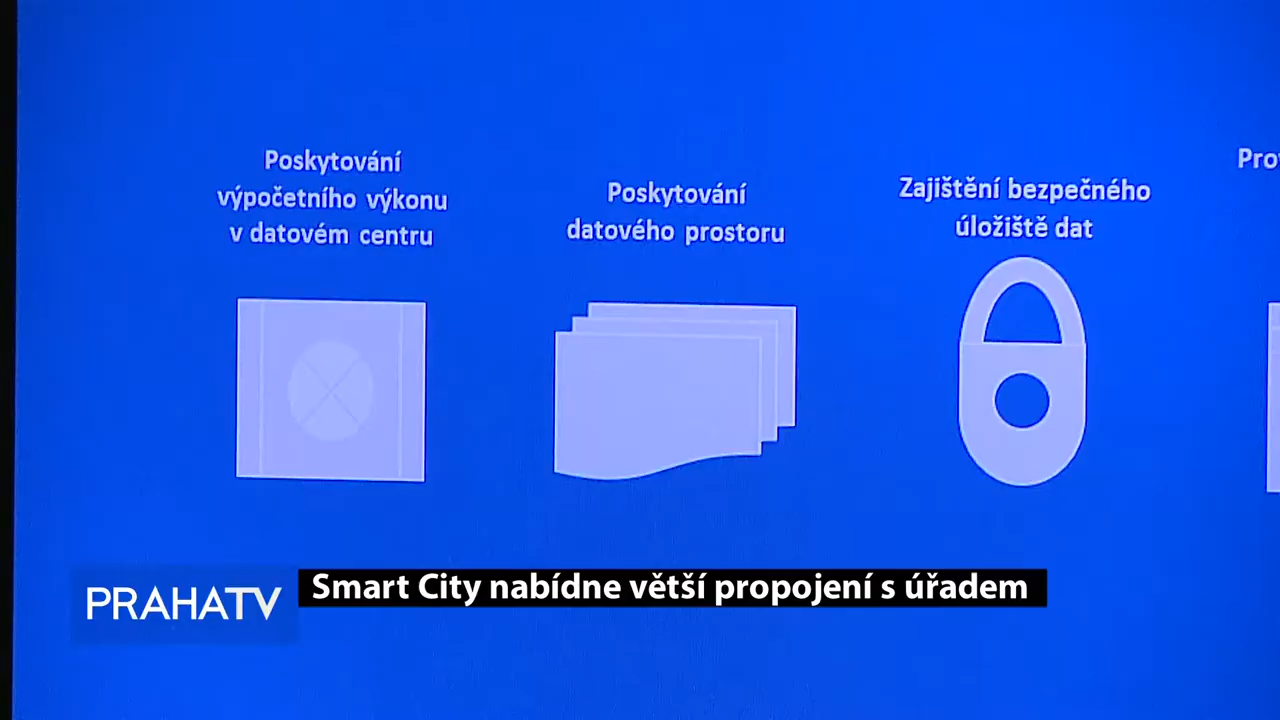 Poskytování
výpočetního výkonu
v datovém centru
Poskytování
datového prostoru
Zajištění bezpečného
úložiště dat
PRAHATV
Smart City nabídne větší propojení s úřadem